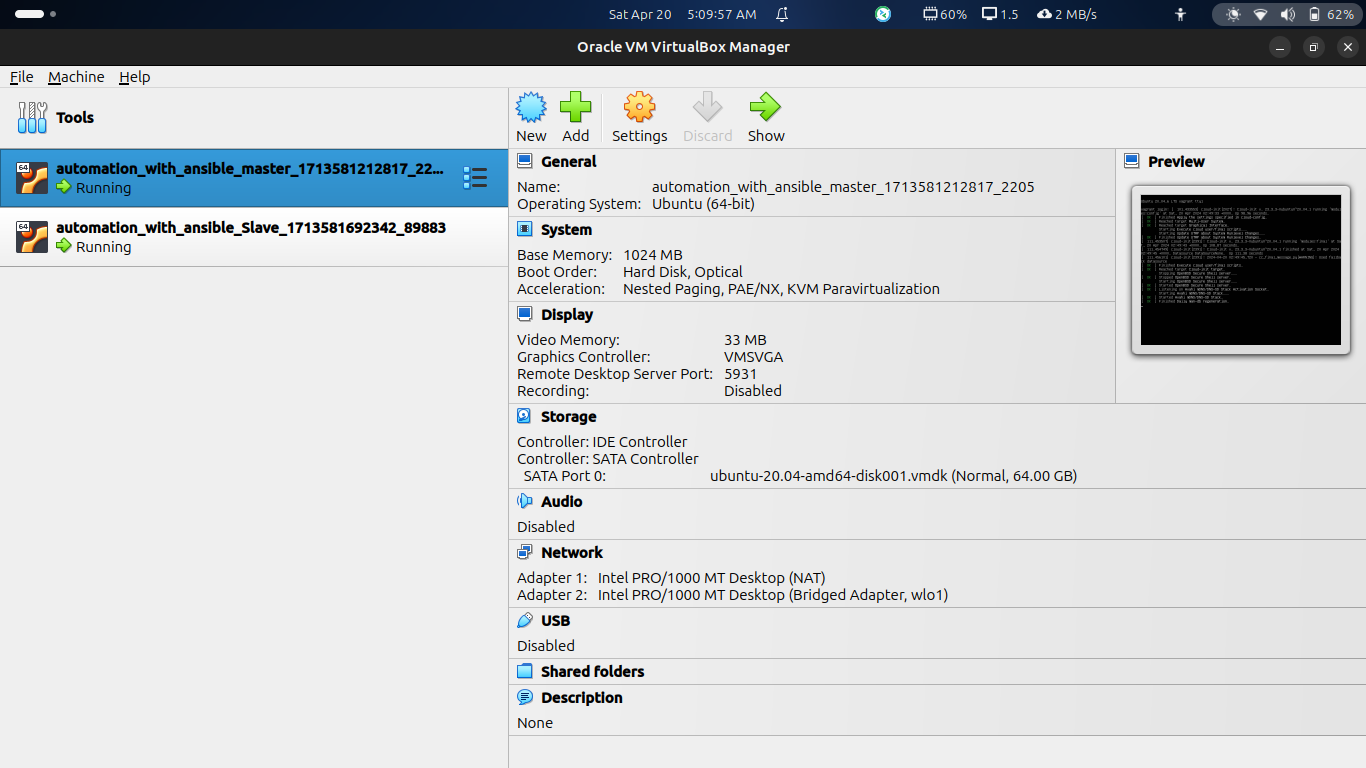 Sat Apr 20 5:09:57 AM 60% 1.5 2 MB/s 62%
Oracle VM VirtualBox Manager
File Machine Help
Tools
64
automation_with_ansible_master_1713581212817_22...
Running
64
automation_with_ansible_Slave_1713581692342_89883
Running
New Add Settings Discard Show
General
Name: automation_with_ansible_master_1713581212817_2205
Operating System: Ubuntu (64-bit)
System
Base Memory: 1024 MB
Boot Order: Hard Disk, Optical
Acceleration: Nested Paging, PAE/NX, KVM Paravirtualization
Display
Video Memory: 33 MB
Graphics Controller: VMSVGA
Remote Desktop Server Port: 5931
Recording: Disabled
Preview
Storage
Controller: IDE Controller
Controller: SATA Controller
SATA Port 0: ubuntu-20.04-amd64-disk001.vmdk (Normal, 64.00 GB)
Audio
Disabled
Network
Adapter 1: Intel PRO/1000 MT Desktop (NAT)
Adapter 2: Intel PRO/1000 MT Desktop (Bridged Adapter, wlo1)
USB
Disabled
Shared folders
Description
None